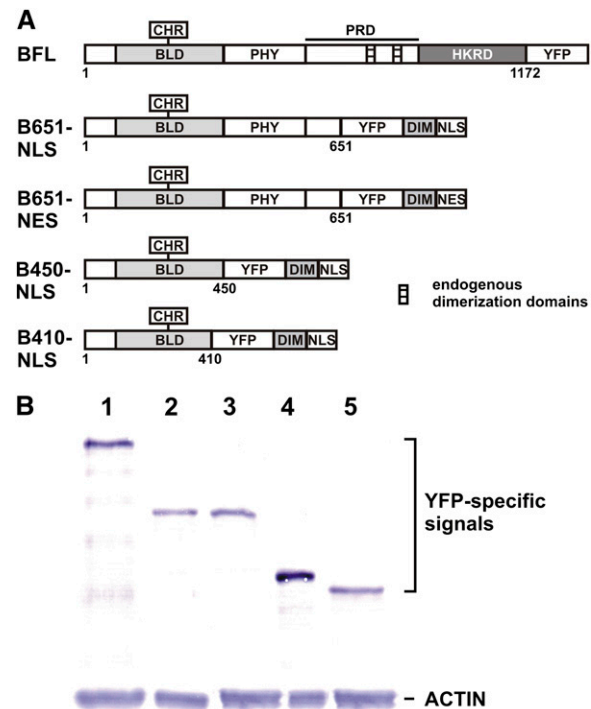 A
CHR
PRD
BFL
BLD PHY HKRD YFP
1 1172
CHR
B651-
NLS
BLD PHY YFP DIM NLS
1 651
CHR
B651-
NES
BLD PHY YFP DIM NES
1 651
CHR
B450-
NLS
BLD YFP DIM NLS
1 450
endogenous
dimerization domains
CHR
B410-
NLS
BLD YFP DIM NLS
1 410
B 1 2 3 4 5
YFP-specific
signals
– ACTIN